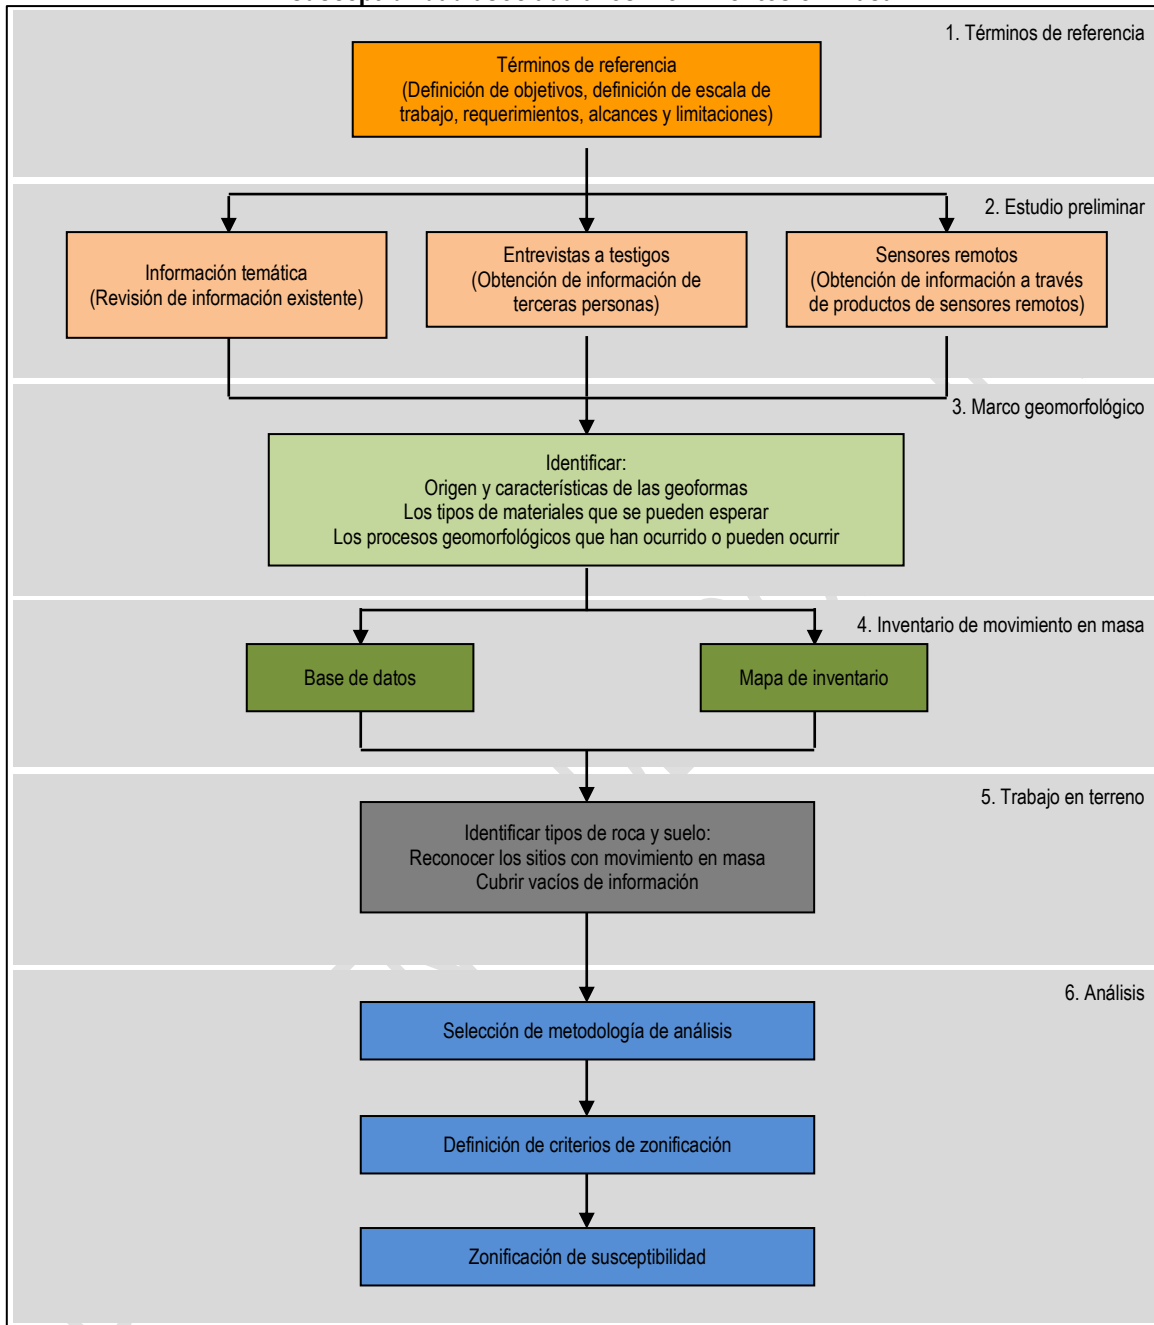 1. Términos de referencia
Términos de referencia
(Definición de objetivos, definición de escala de
trabajo, requerimientos, alcances y limitaciones)
2. Estudio preliminar
Información temática
(Revisión de información existente)
Entrevistas a testigos
(Obtención de información de
terceras personas)
Sensores remotos
(Obtención de información a través
de productos de sensores remotos)
3. Marco geomorfológico
Identificar:
Origen y características de las geoformas
Los tipos de materiales que se pueden esperar
Los procesos geomorfológicos que han ocurrido o pueden ocurrir
4. Inventario de movimiento en masa
Base de datos
Mapa de inventario
5. Trabajo en terreno
Identificar tipos de roca y suelo:
Reconocer los sitios con movimiento en masa
Cubrir vacíos de información
6. Análisis
Selección de metodología de análisis
Definición de criterios de zonificación
Zonificación de susceptibilidad